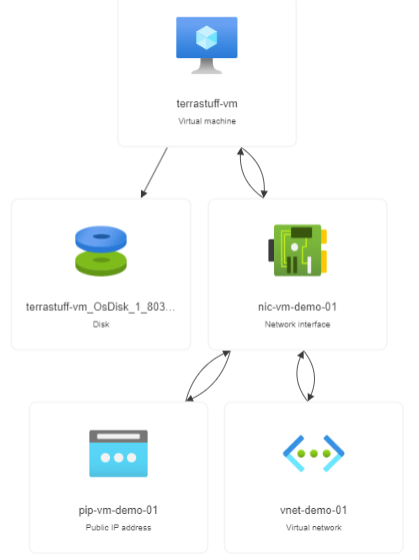 terrastuff-vm
Virtual machine
terrastuff-vm_OsDisk_1_803...
Disk
nic-vm-demo-01
Network interface
pip-vm-demo-01
Public IP address
vnet-demo-01
Virtual network